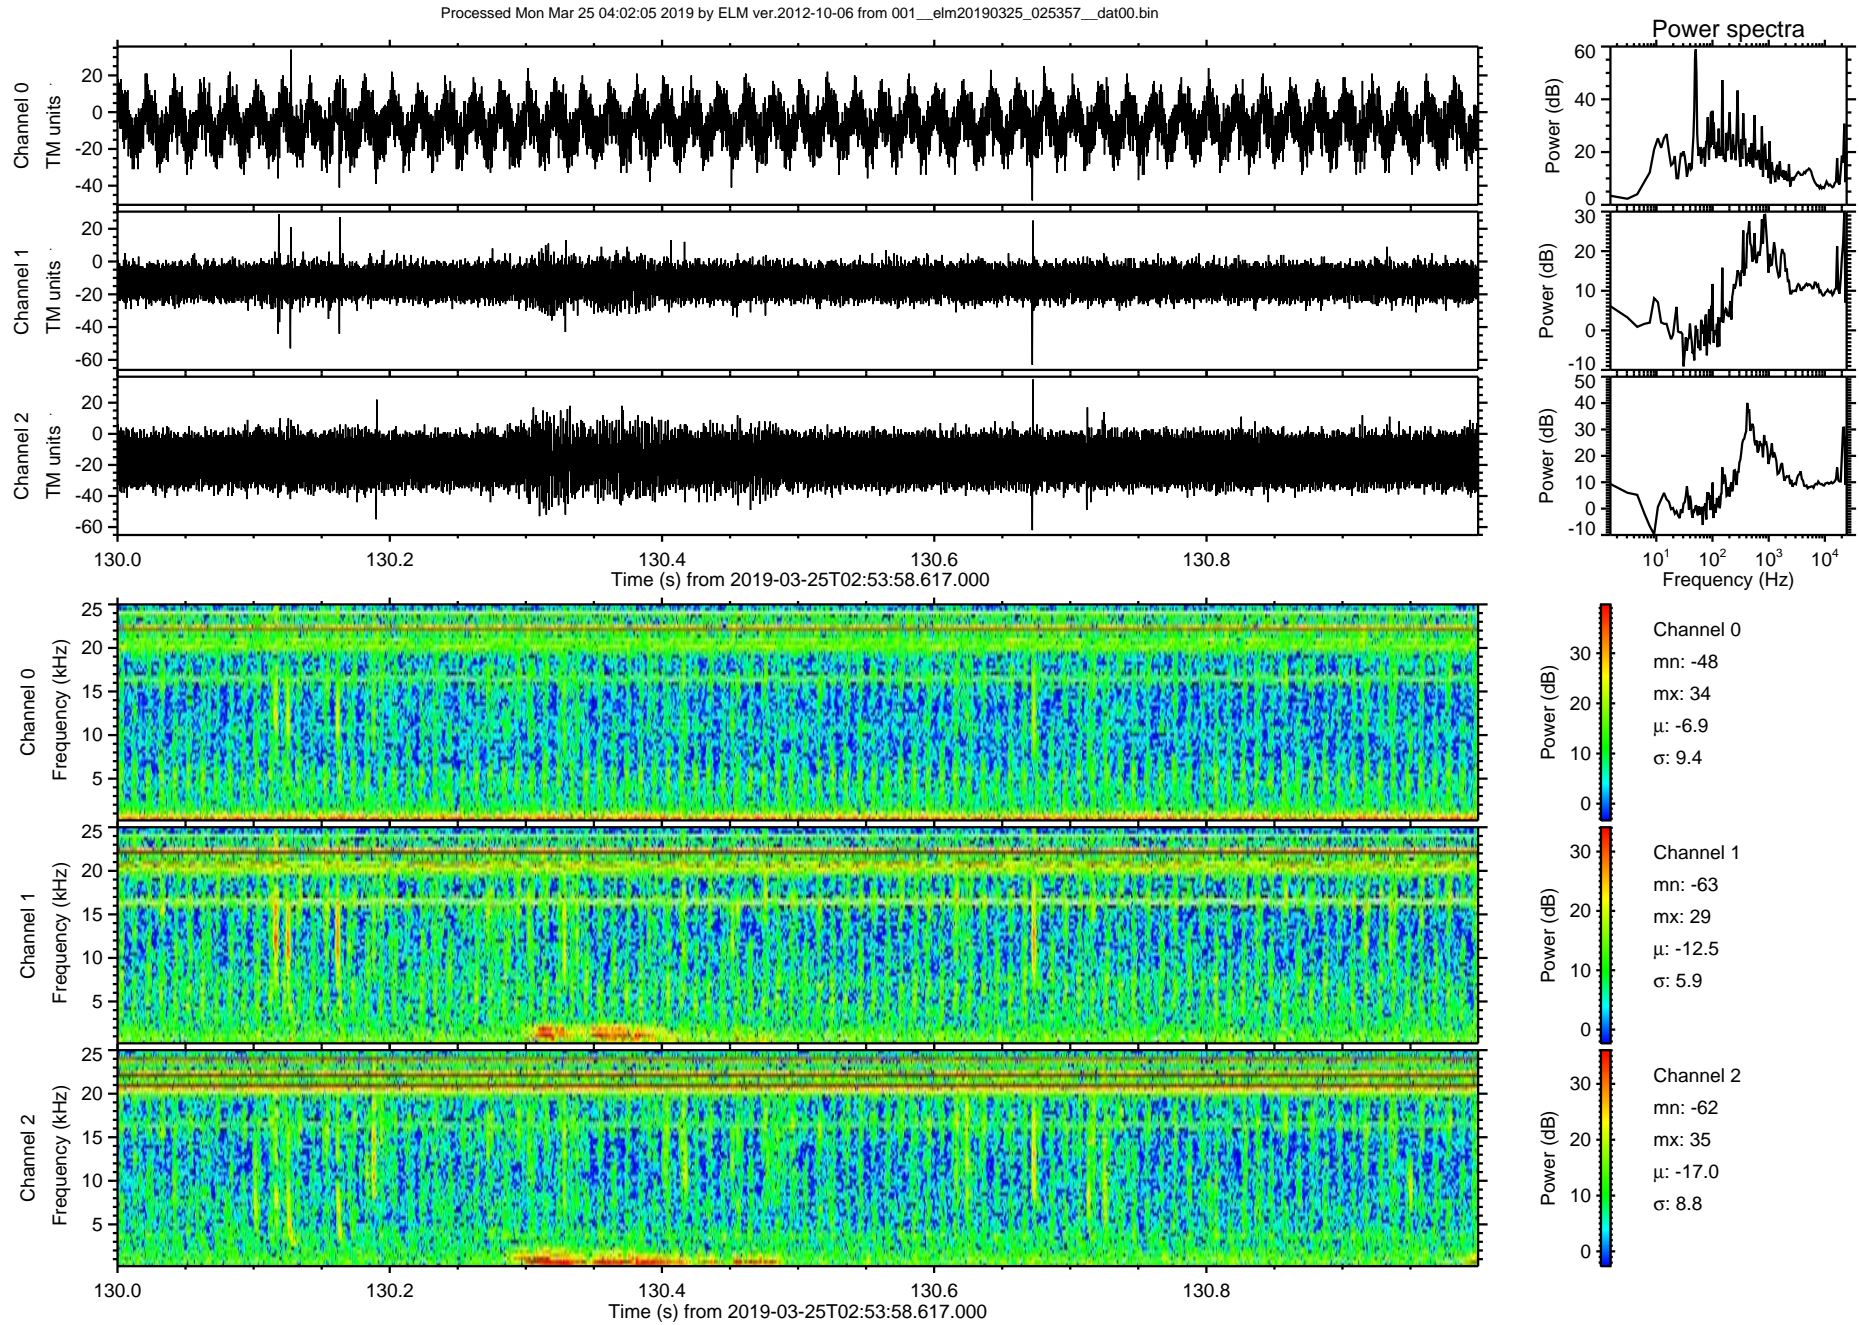 Processed Mon Mar 25 04:02:05 2019 by ELM ver.2012-10-06 from 001__elm20190325_025357__dat00.bin
Power spectra
Channel 0
TM units
20
0
-20
-40
Power (dB)
60
40
20
0
Channel 1
TM units
20
0
-20
-40
-60
Power (dB)
30
20
10
0
-10
Channel 2
TM units
20
0
-20
-40
-60
Power (dB)
50
40
30
20
10
0
-10
130.0 130.2 130.4 130.6 130.8
Time (s) from 2019-03-25T02:53:58.617.000
10¹ 10² 10³ 10⁴
Frequency (Hz)
Channel 0
Frequency (kHz)
25
20
15
10
5
Power (dB)
30
20
10
0
Channel 0
mn: -48
mx: 34
μ: -6.9
σ: 9.4
Channel 1
Frequency (kHz)
25
20
15
10
5
Power (dB)
30
20
10
0
Channel 1
mn: -63
mx: 29
μ: -12.5
σ: 5.9
Channel 2
Frequency (kHz)
25
20
15
10
5
Power (dB)
30
20
10
0
Channel 2
mn: -62
mx: 35
μ: -17.0
σ: 8.8
130.0 130.2 130.4 130.6 130.8
Time (s) from 2019-03-25T02:53:58.617.000